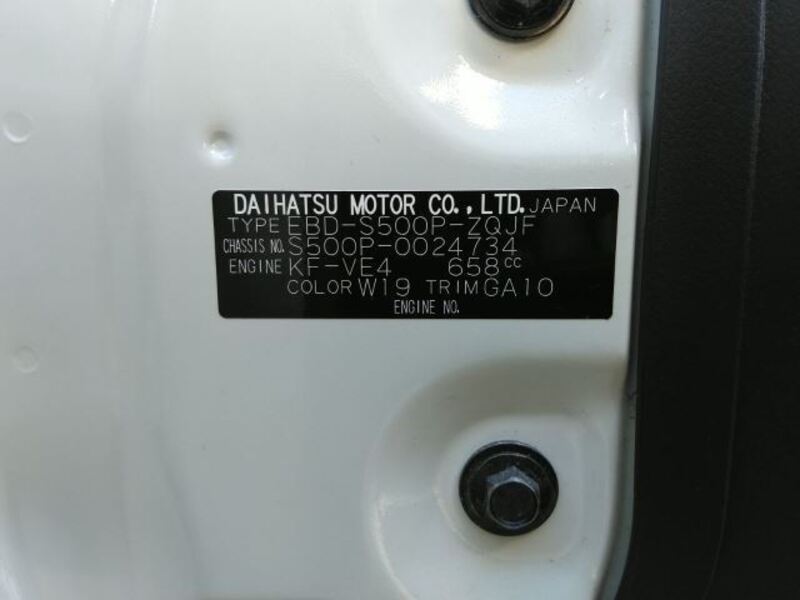 DAIHATSU MOTOR CO.,LTD. JAPAN
TYPE EBD-S500P-ZQJF
CHASSIS NO. S500P-0024734
ENGINE KF-VE4 658cc
COLOR W19 TRIM GA10
ENGINE NO.